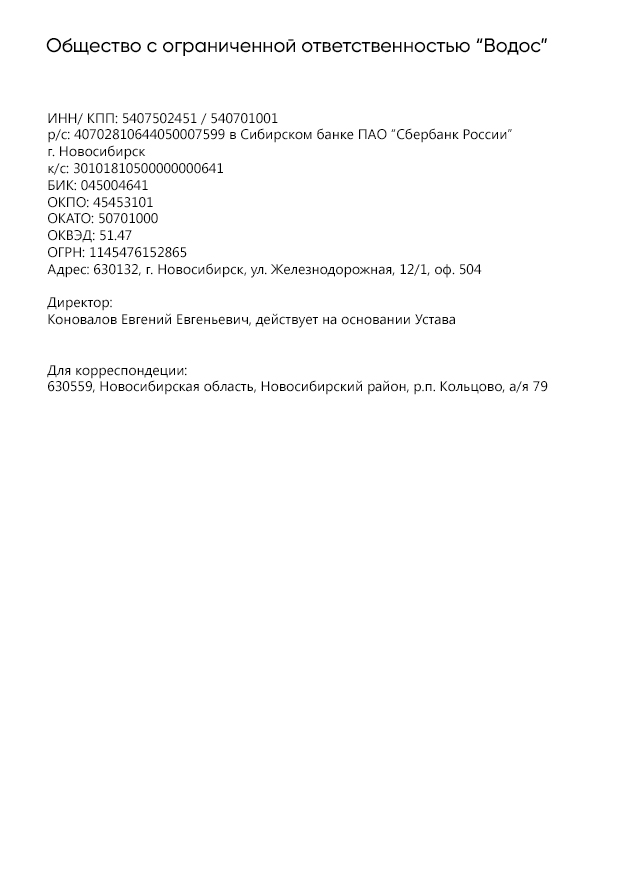 Общество с ограниченной ответственностью “Водос”
ИНН/ КПП: 5407502451 / 540701001
р/с: 40702810644050007599 в Сибирском банке ПАО “Сбербанк России”
г. Новосибирск
к/с: 30101810500000000641
БИК: 045004641
ОКПО: 45453101
ОКАТО: 50701000
ОКВЭД: 51.47
ОГРН: 1145476152865
Адрес: 630132, г. Новосибирск, ул. Железнодорожная, 12/1, оф. 504
Директор:
Коновалов Евгений Евгеньевич, действует на основании Устава
Для корреспондеции:
630559, Новосибирская область, Новосибирский район, р.п. Кольцово, а/я 79